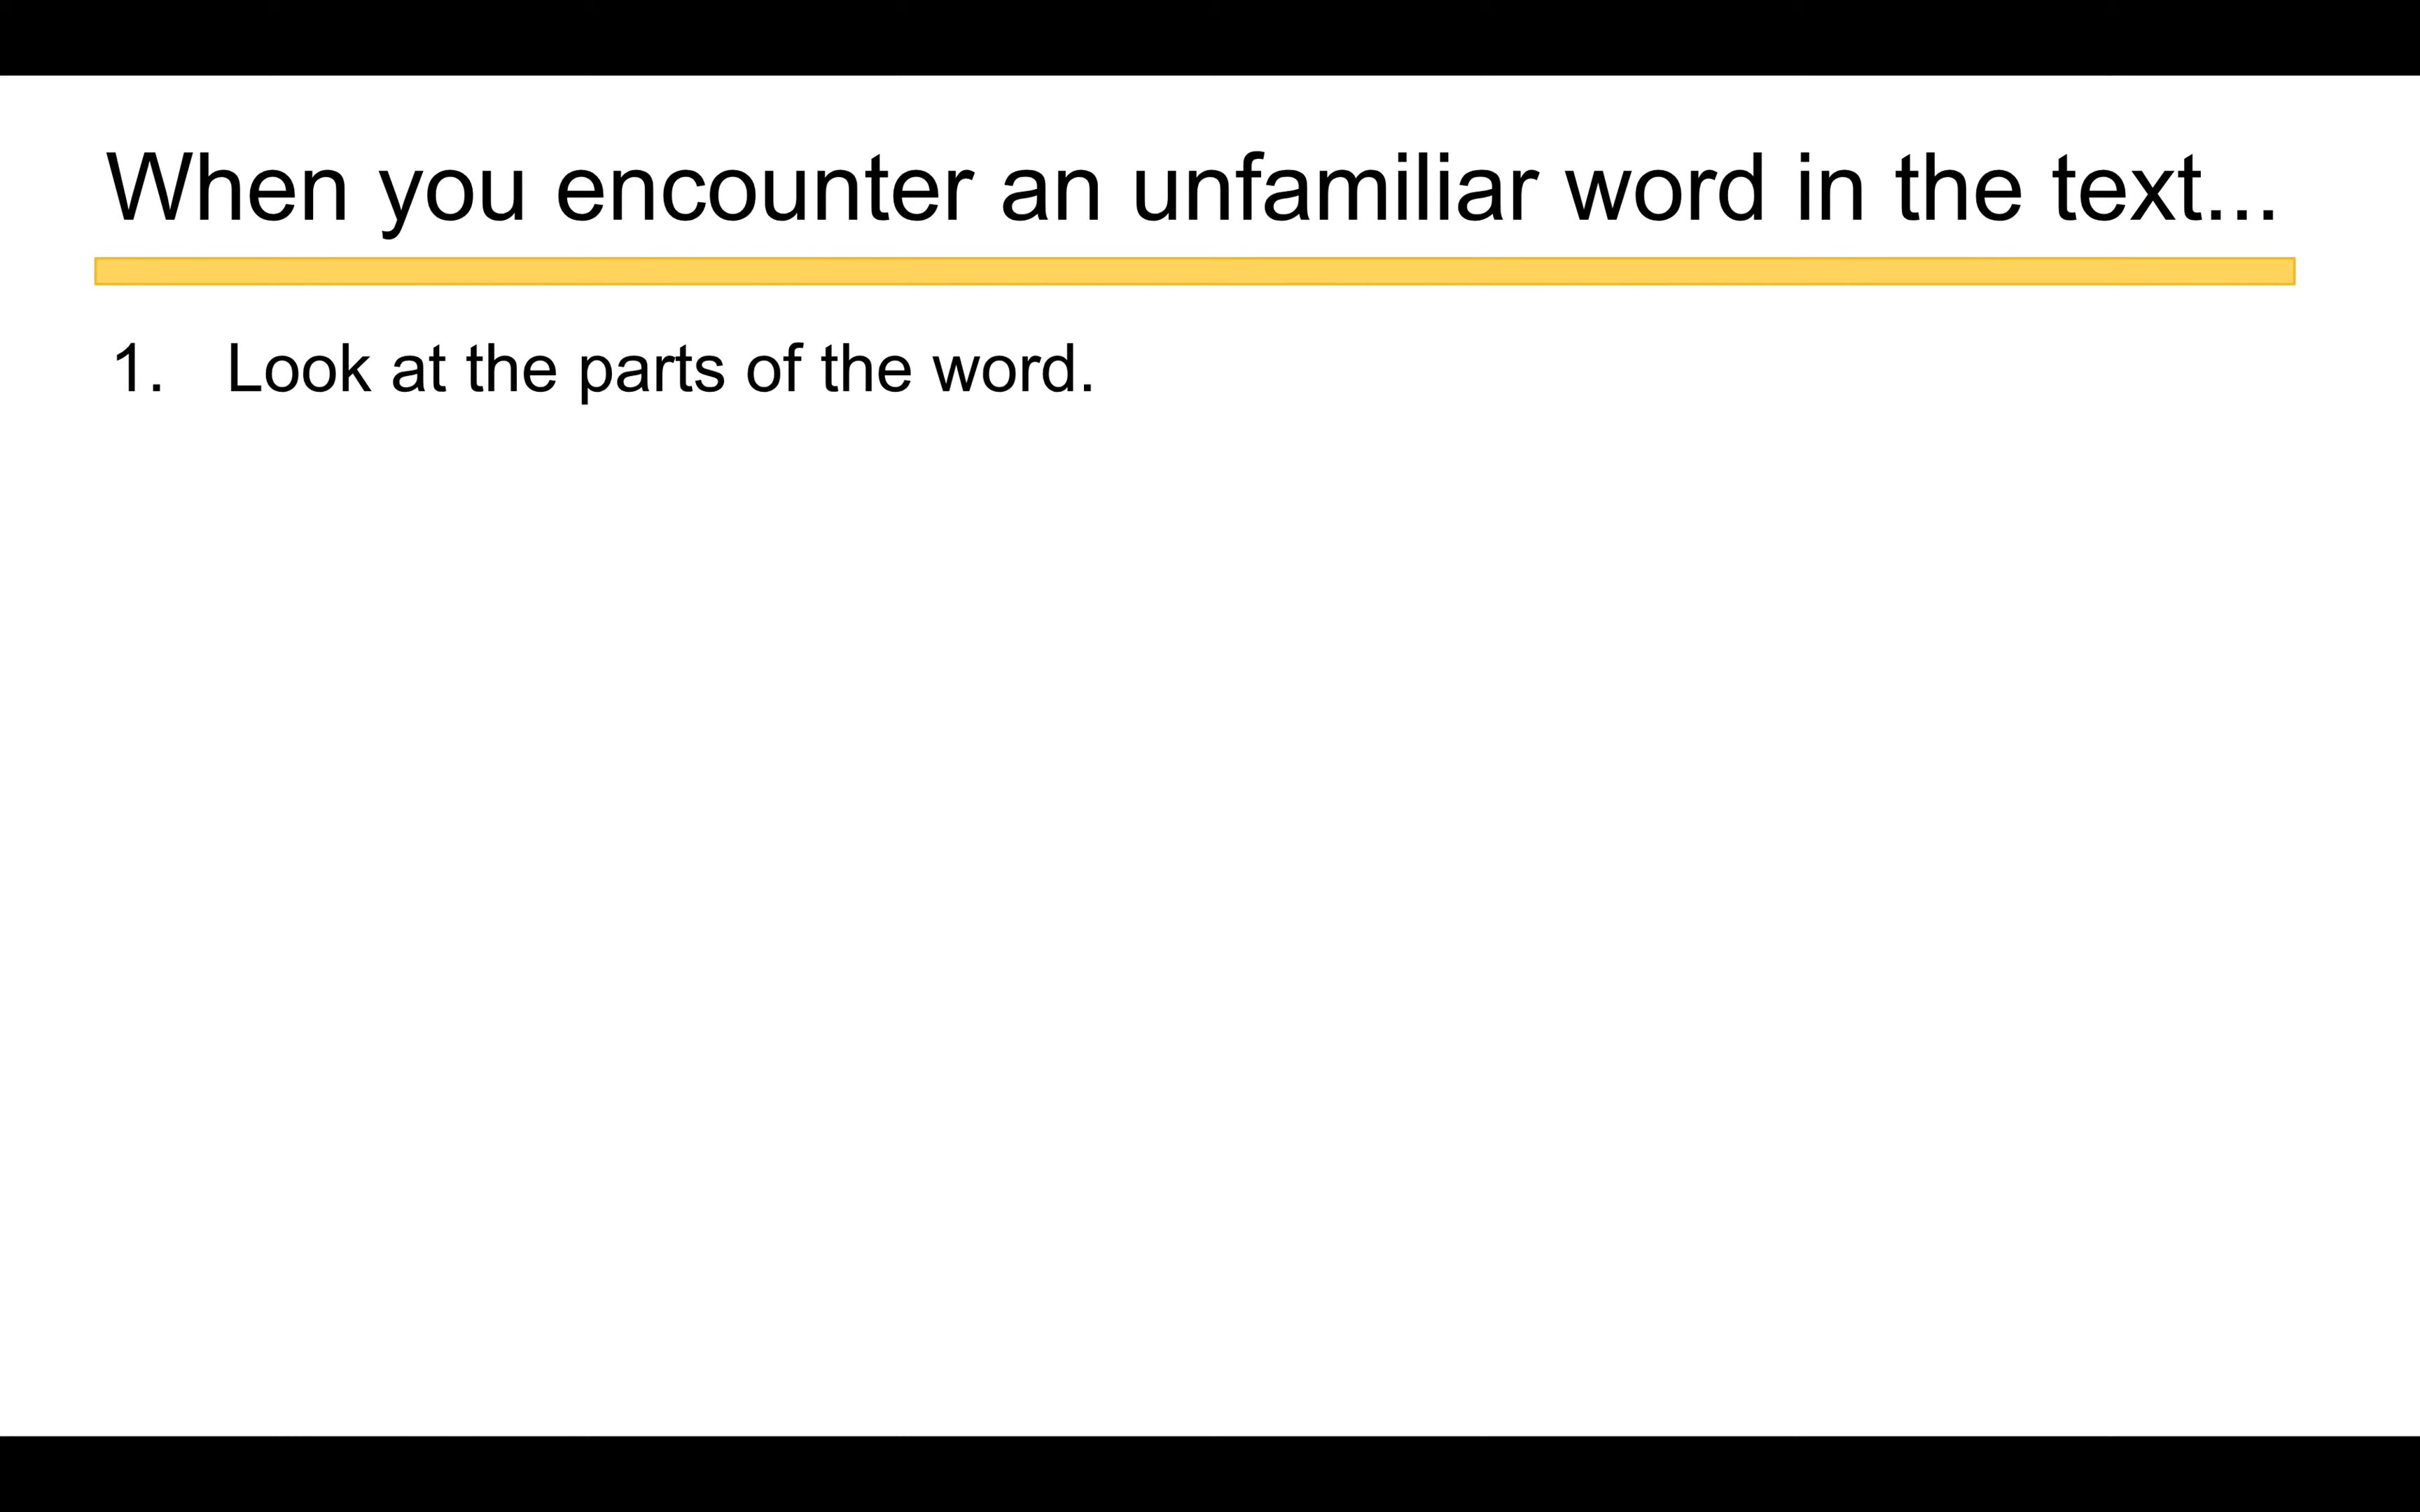 When you encounter an unfamiliar word in the text...
1. Look at the parts of the word.